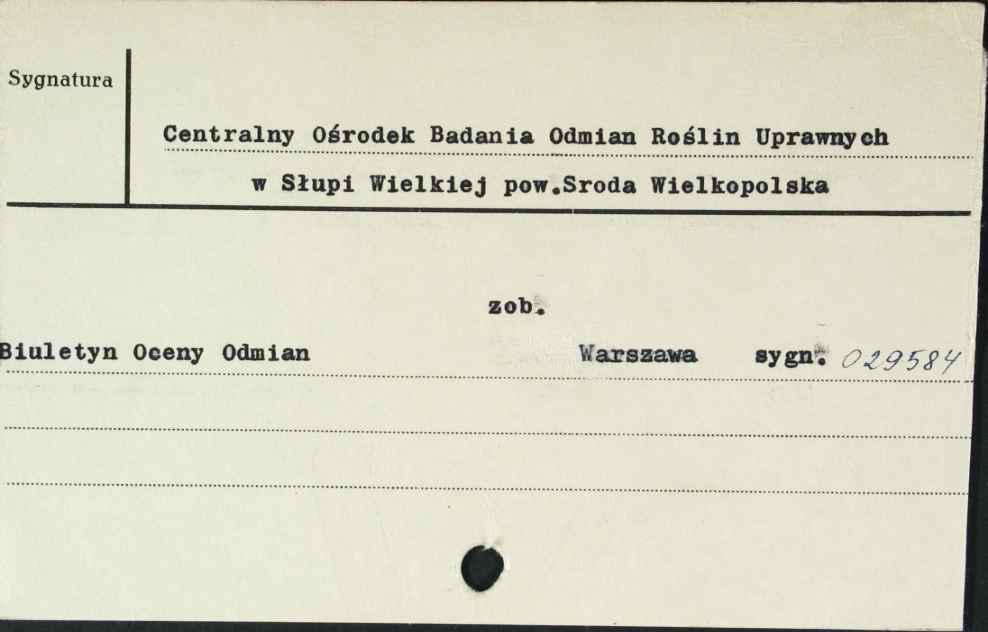 Sygnatura
Centralny Ośrodek Badania Odmian Roślin Uprawnych
w Słupi Wielkiej pow.Sroda Wielkopolska
zob.
Biuletyn Oceny Odmian Warszawa sygn. 029584